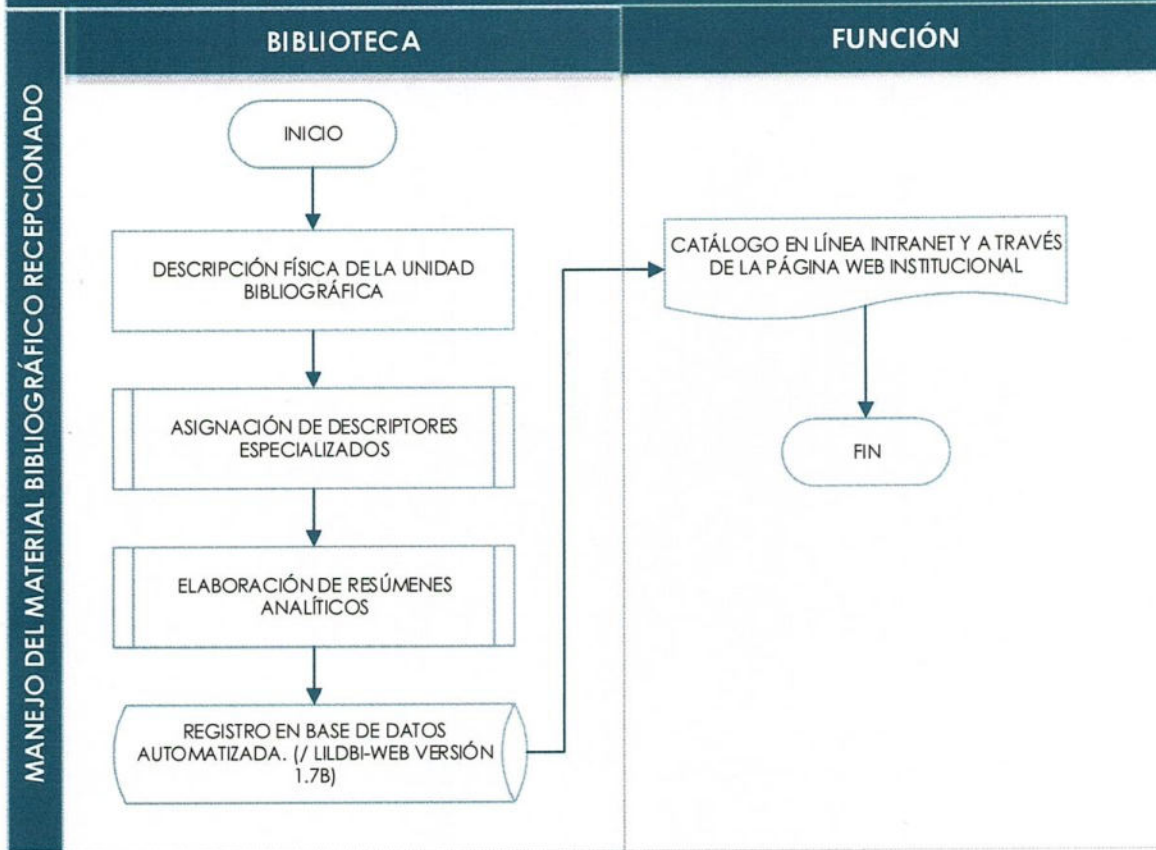 MANEJO DEL MATERIAL BIBLIOGRÁFICO RECEPCIONADO
BIBLIOTECA
FUNCIÓN
INICIO
DESCRIPCIÓN FÍSICA DE LA UNIDAD
BIBLIOGRÁFICA
ASIGNACIÓN DE DESCRIPTORES
ESPECIALIZADOS
ELABORACIÓN DE RESÚMENES
ANALÍTICOS
REGISTRO EN BASE DE DATOS
AUTOMATIZADA. (/ LILDBI-WEB VERSIÓN
1.7B)
CATÁLOGO EN LÍNEA INTRANET Y A TRAVÉS
DE LA PÁGINA WEB INSTITUCIONAL
FIN